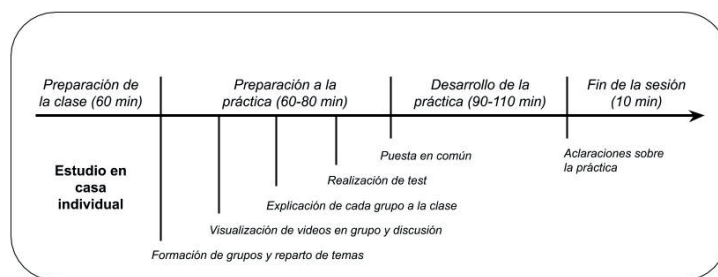 Preparación de
la clase (60 min)
Preparación a la
práctica (60-80 min)
Desarrollo de la
práctica (90-110 min)
Fin de la sesión
(10 min)
Estudio en
casa
individual
Puesta en común
Aclaraciones sobre
la práctica
Realización de test
Explicación de cada grupo a la clase
Visualización de videos en grupo y discusión
Formación de grupos y reparto de temas